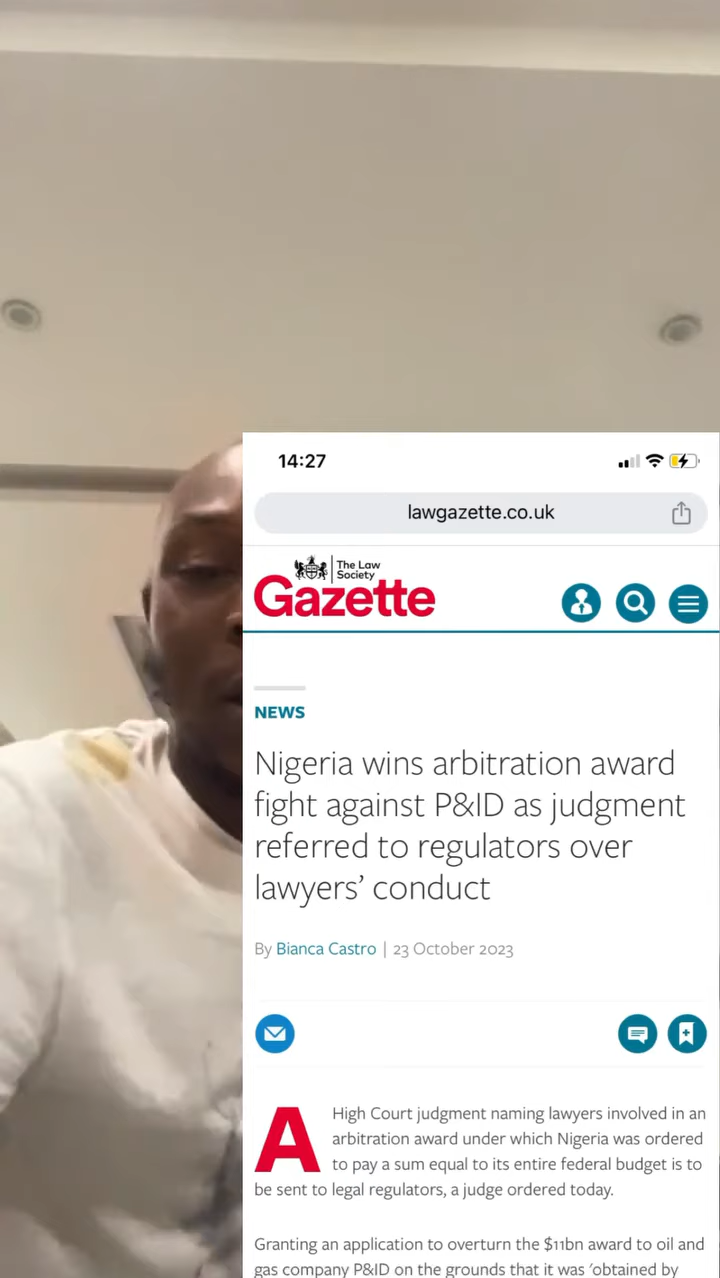 14:27
lawgazette.co.uk
The Law
Society
Gazette
NEWS
Nigeria wins arbitration award
fight against P&ID as judgment
referred to regulators over
lawyers’ conduct
By Bianca Castro | 23 October 2023
A High Court judgment naming lawyers involved in an
arbitration award under which Nigeria was ordered
to pay a sum equal to its entire federal budget is to
be sent to legal regulators, a judge ordered today.
Granting an application to overturn the $11bn award to oil and
gas company P&ID on the grounds that it was ‘obtained by